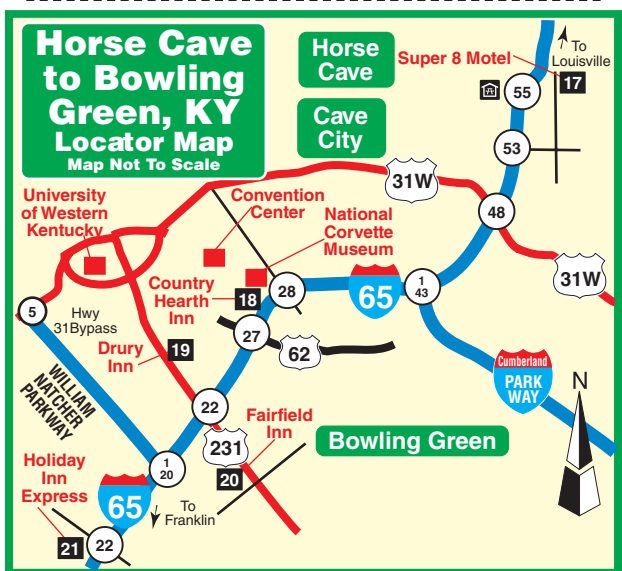 Horse Cave
to Bowling
Green, KY
Locator Map
Map Not To Scale
Horse
Cave
Super 8 Motel
To
Louisville
17
55
Cave
City
53
31W
48
University
of Western
Kentucky
Convention
Center
National
Corvette
Museum
31W
Country
Hearth
Inn
18
28
65
1
43
5
Hwy
31Bypass
27
62
Drury
Inn
19
Cumberland
PARK
WAY
N
WILLIAM
NATCHER
PARKWAY
22
231
Fairfield
Inn
20
Bowling Green
1
20
Holiday
Inn
Express
65
To
Franklin
21
22